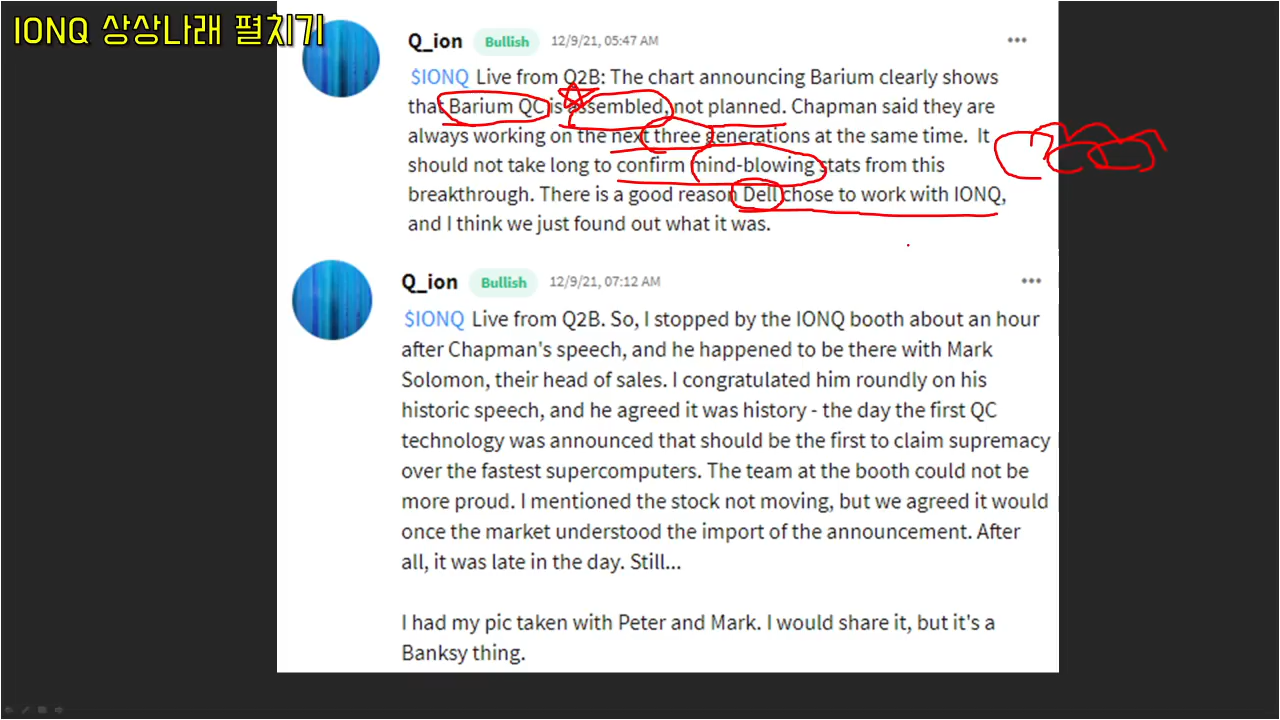 IONQ 상상나래 펼치기
Q_ion Bullish 12/9/21, 05:47 AM
$IONQ Live from Q2B: The chart announcing Barium clearly shows
that Barium QC is assembled, not planned. Chapman said they are
always working on the next three generations at the same time. It
should not take long to confirm mind-blowing stats from this
breakthrough. There is a good reason Dell chose to work with IONQ,
and I think we just found out what it was.
Q_ion Bullish 12/9/21, 07:12 AM
$IONQ Live from Q2B. So, I stopped by the IONQ booth about an hour
after Chapman's speech, and he happened to be there with Mark
Solomon, their head of sales. I congratulated him roundly on his
historic speech, and he agreed it was history - the day the first QC
technology was announced that should be the first to claim supremacy
over the fastest supercomputers. The team at the booth could not be
more proud. I mentioned the stock not moving, but we agreed it would
once the market understood the import of the announcement. After
all, it was late in the day. Still...
I had my pic taken with Peter and Mark. I would share it, but it's a
Banksy thing.